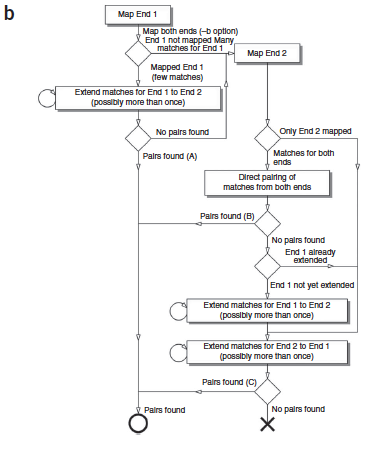 b
Map End 1
Map both ends (–b option)
End 1 not mapped Many
matches for End 1
Map End 2
Mapped End 1
(few matches)
Extend matches for End 1 to End 2
(possibly more than once)
No pairs found
Only End 2 mapped
Pairs found (A)
Matches for both
ends
Direct pairing of
matches from both ends
Pairs found (B)
No pairs found
End 1 already
extended
End 1 not yet extended
Extend matches for End 1 to End 2
(possibly more than once)
Extend matches for End 2 to End 1
(possibly more than once)
Pairs found (C)
Pairs found
No pairs found